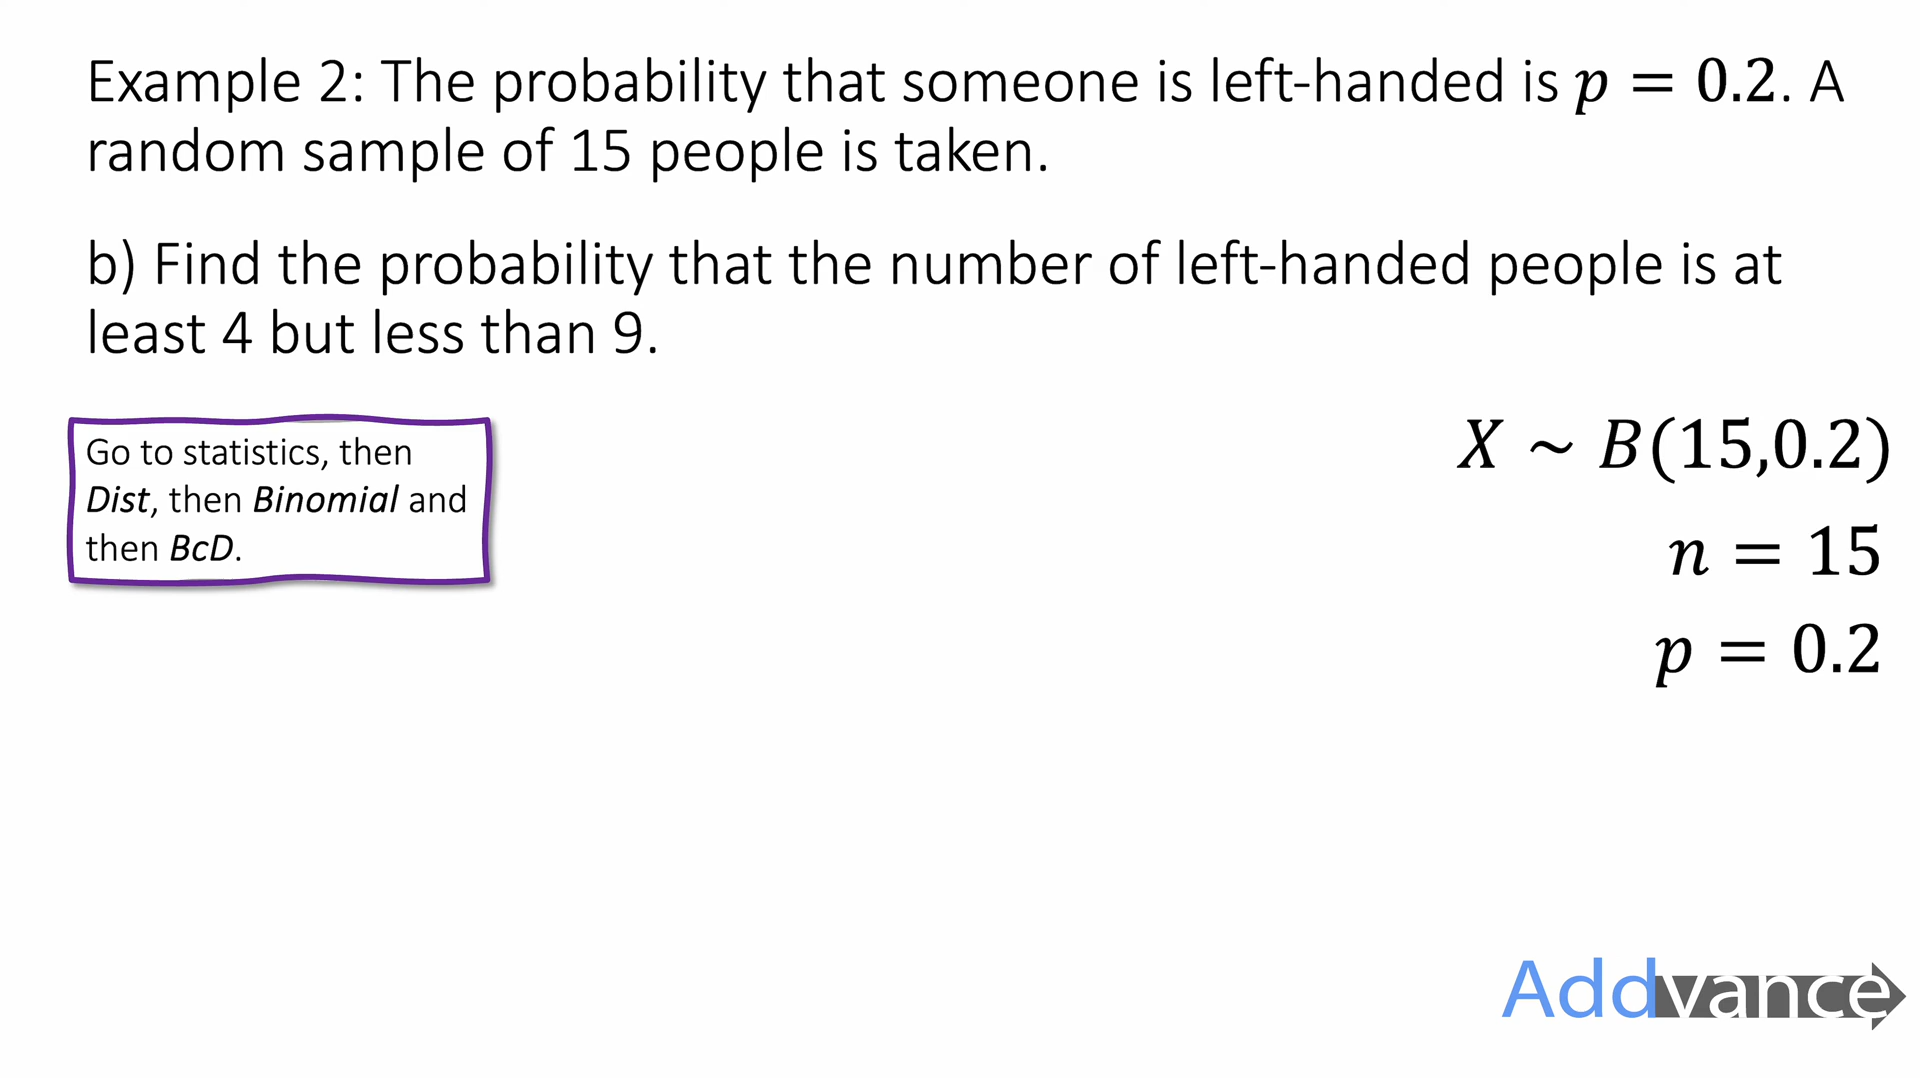 Example 2: The probability that someone is left-handed is p = 0.2. A
random sample of 15 people is taken.
b) Find the probability that the number of left-handed people is at
least 4 but less than 9.
Go to statistics, then
Dist, then Binomial and
then BcD.
X ~ B(15,0.2)
n = 15
p = 0.2
Addvance